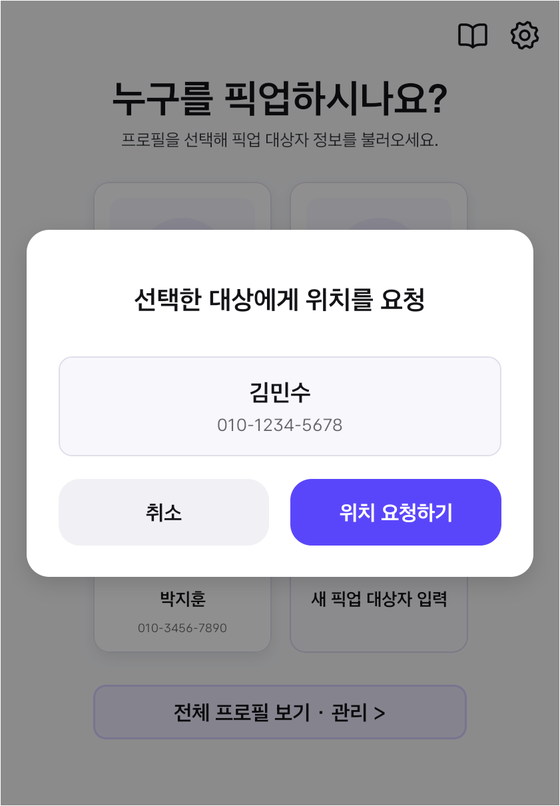 누구를 픽업하시나요?
프로필을 선택해 픽업 대상자 정보를 불러오세요.
선택한 대상에게 위치를 요청
김민수
010-1234-5678
취소
위치 요청하기
박지훈
010-3456-7890
새 픽업 대상자 입력
전체 프로필 보기 · 관리 >